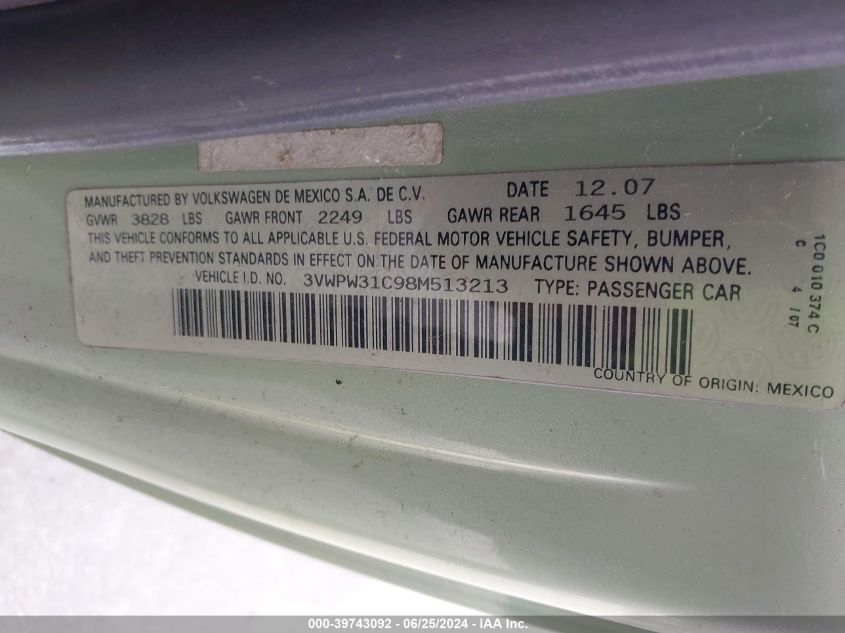 MANUFACTURED BY VOLKSWAGEN DE MEXICO S.A. DE C.V. DATE 12.07
GVWR 3828 LBS GAWR FRONT 2249 LBS GAWR REAR 1645 LBS
THIS VEHICLE CONFORMS TO ALL APPLICABLE U.S. FEDERAL MOTOR VEHICLE SAFETY, BUMPER,
AND THEFT PREVENTION STANDARDS IN EFFECT ON THE DATE OF MANUFACTURE SHOWN ABOVE.
VEHICLE I.D. NO. 3VWPW31C98M513213 TYPE: PASSENGER CAR
COUNTRY OF ORIGIN: MEXICO
1C0 010 374 C
C 4 / 07
000-39743092 - 06/25/2024 - IAA Inc.